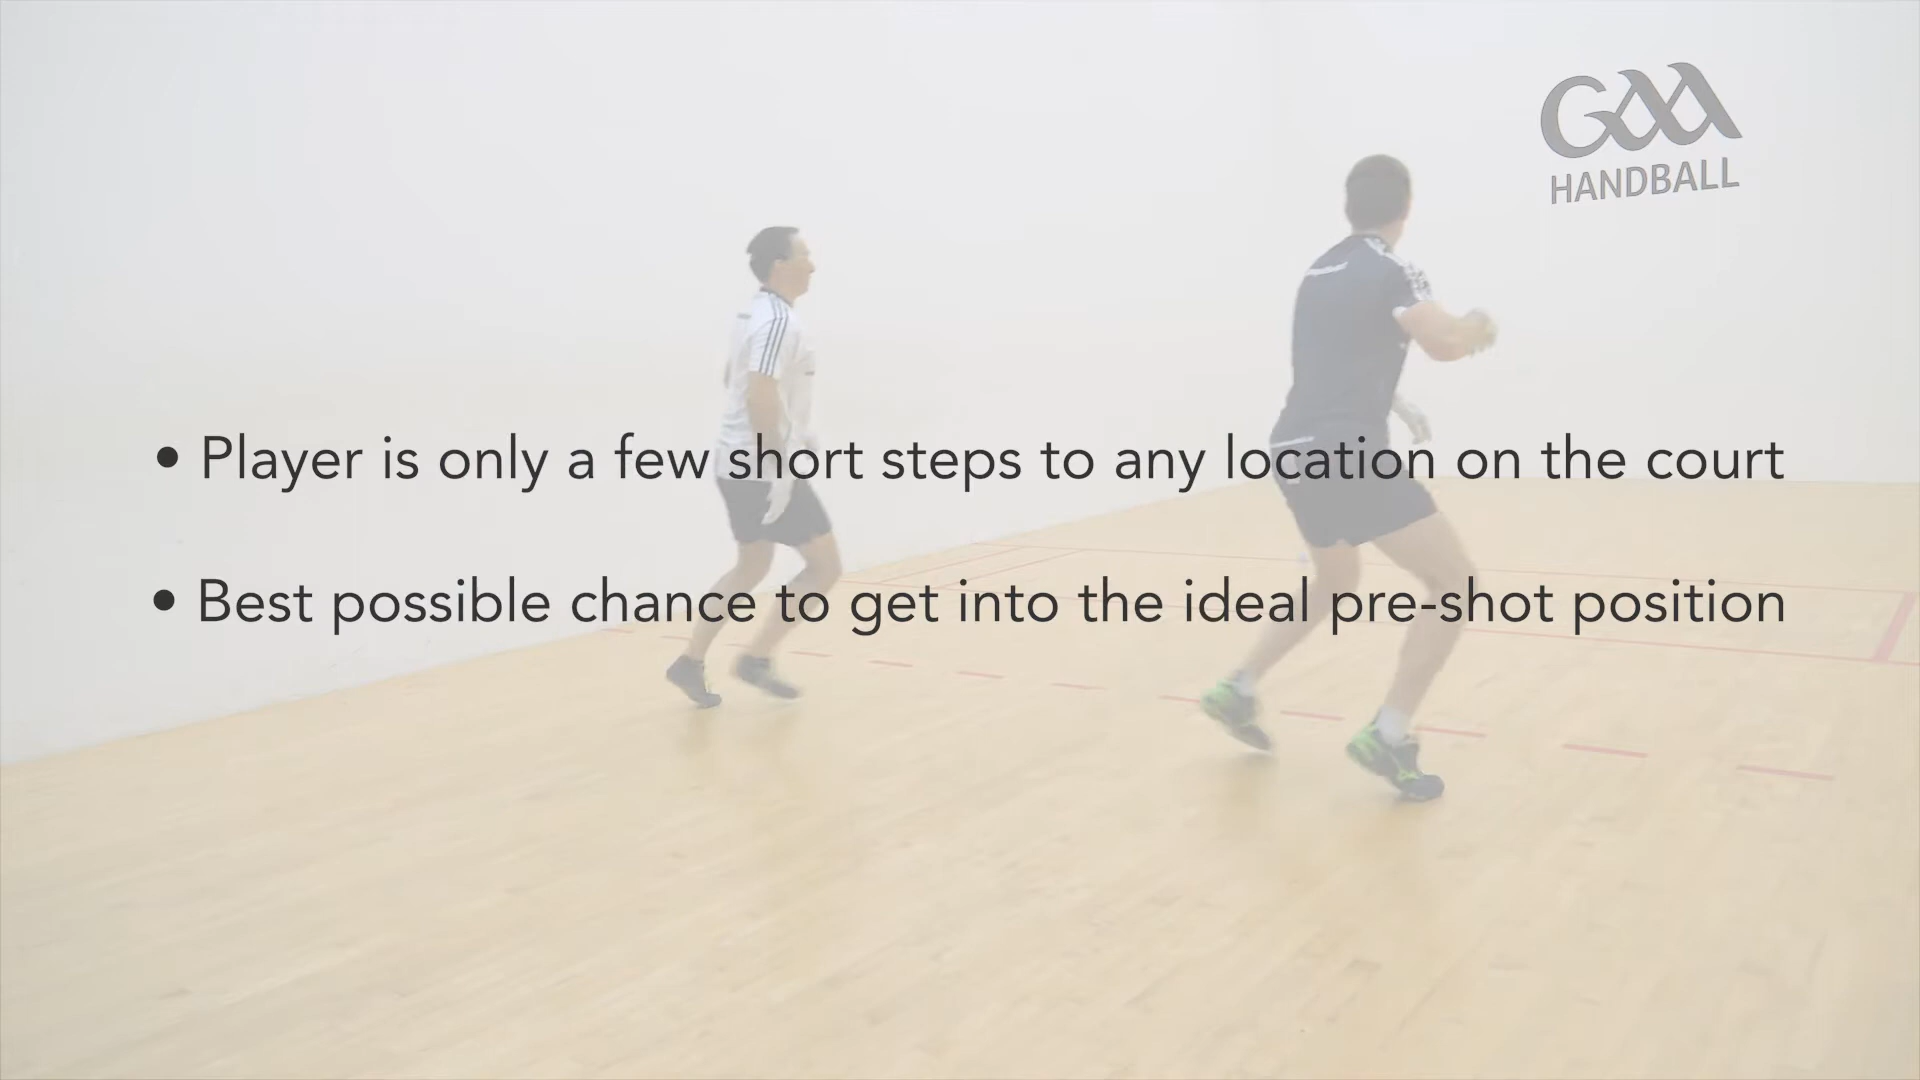 GAA
HANDBALL
• Player is only a few short steps to any location on the court
• Best possible chance to get into the ideal pre-shot position